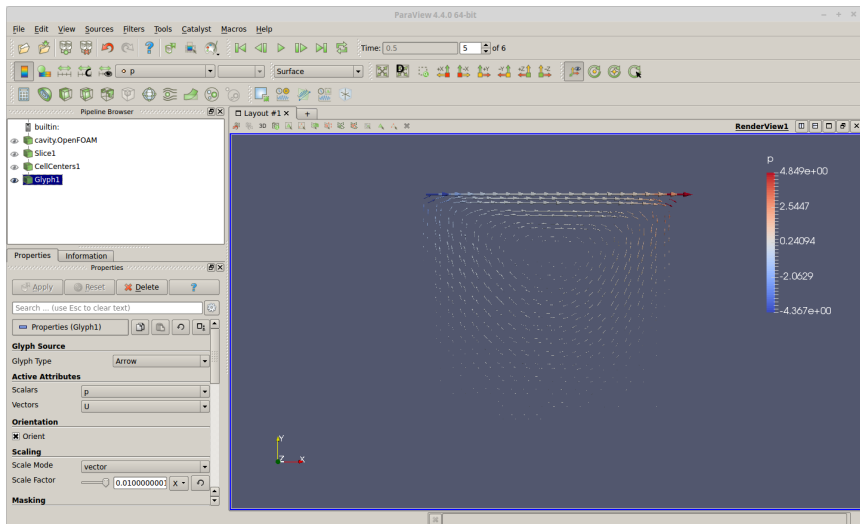 ParaView 4.4.0 64-bit
File Edit View Sources Filters Tools Catalyst Macros Help
Time: 0.5 5 of 6
p Surface
Pipeline Browser
builtin:
cavity.OpenFOAM
Slice1
CellCenters1
Glyph1
Layout #1 +
3D RenderView1
p
4.849e+00
2.5447
0.24094
-2.0629
-4.367e+00
Y
Z X
Properties Information
Properties
Apply Reset Delete ?
Search ... (use Esc to clear text)
Properties (Glyph1)
Glyph Source
Glyph Type Arrow
Active Attributes
Scalars p
Vectors U
Orientation
Orient
Scaling
Scale Mode vector
Scale Factor 0.0100000001 X
Masking